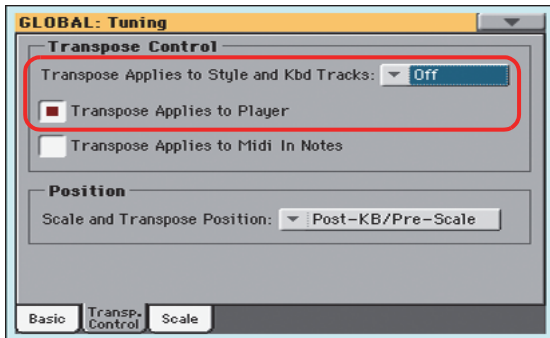 GLOBAL: Tuning
Transpose Control
Transpose Applies to Style and Kbd Tracks: Off
Transpose Applies to Player
Transpose Applies to Midi In Notes
Position
Scale and Transpose Position: Post-KB/Pre-Scale
Basic Transp. Control Scale